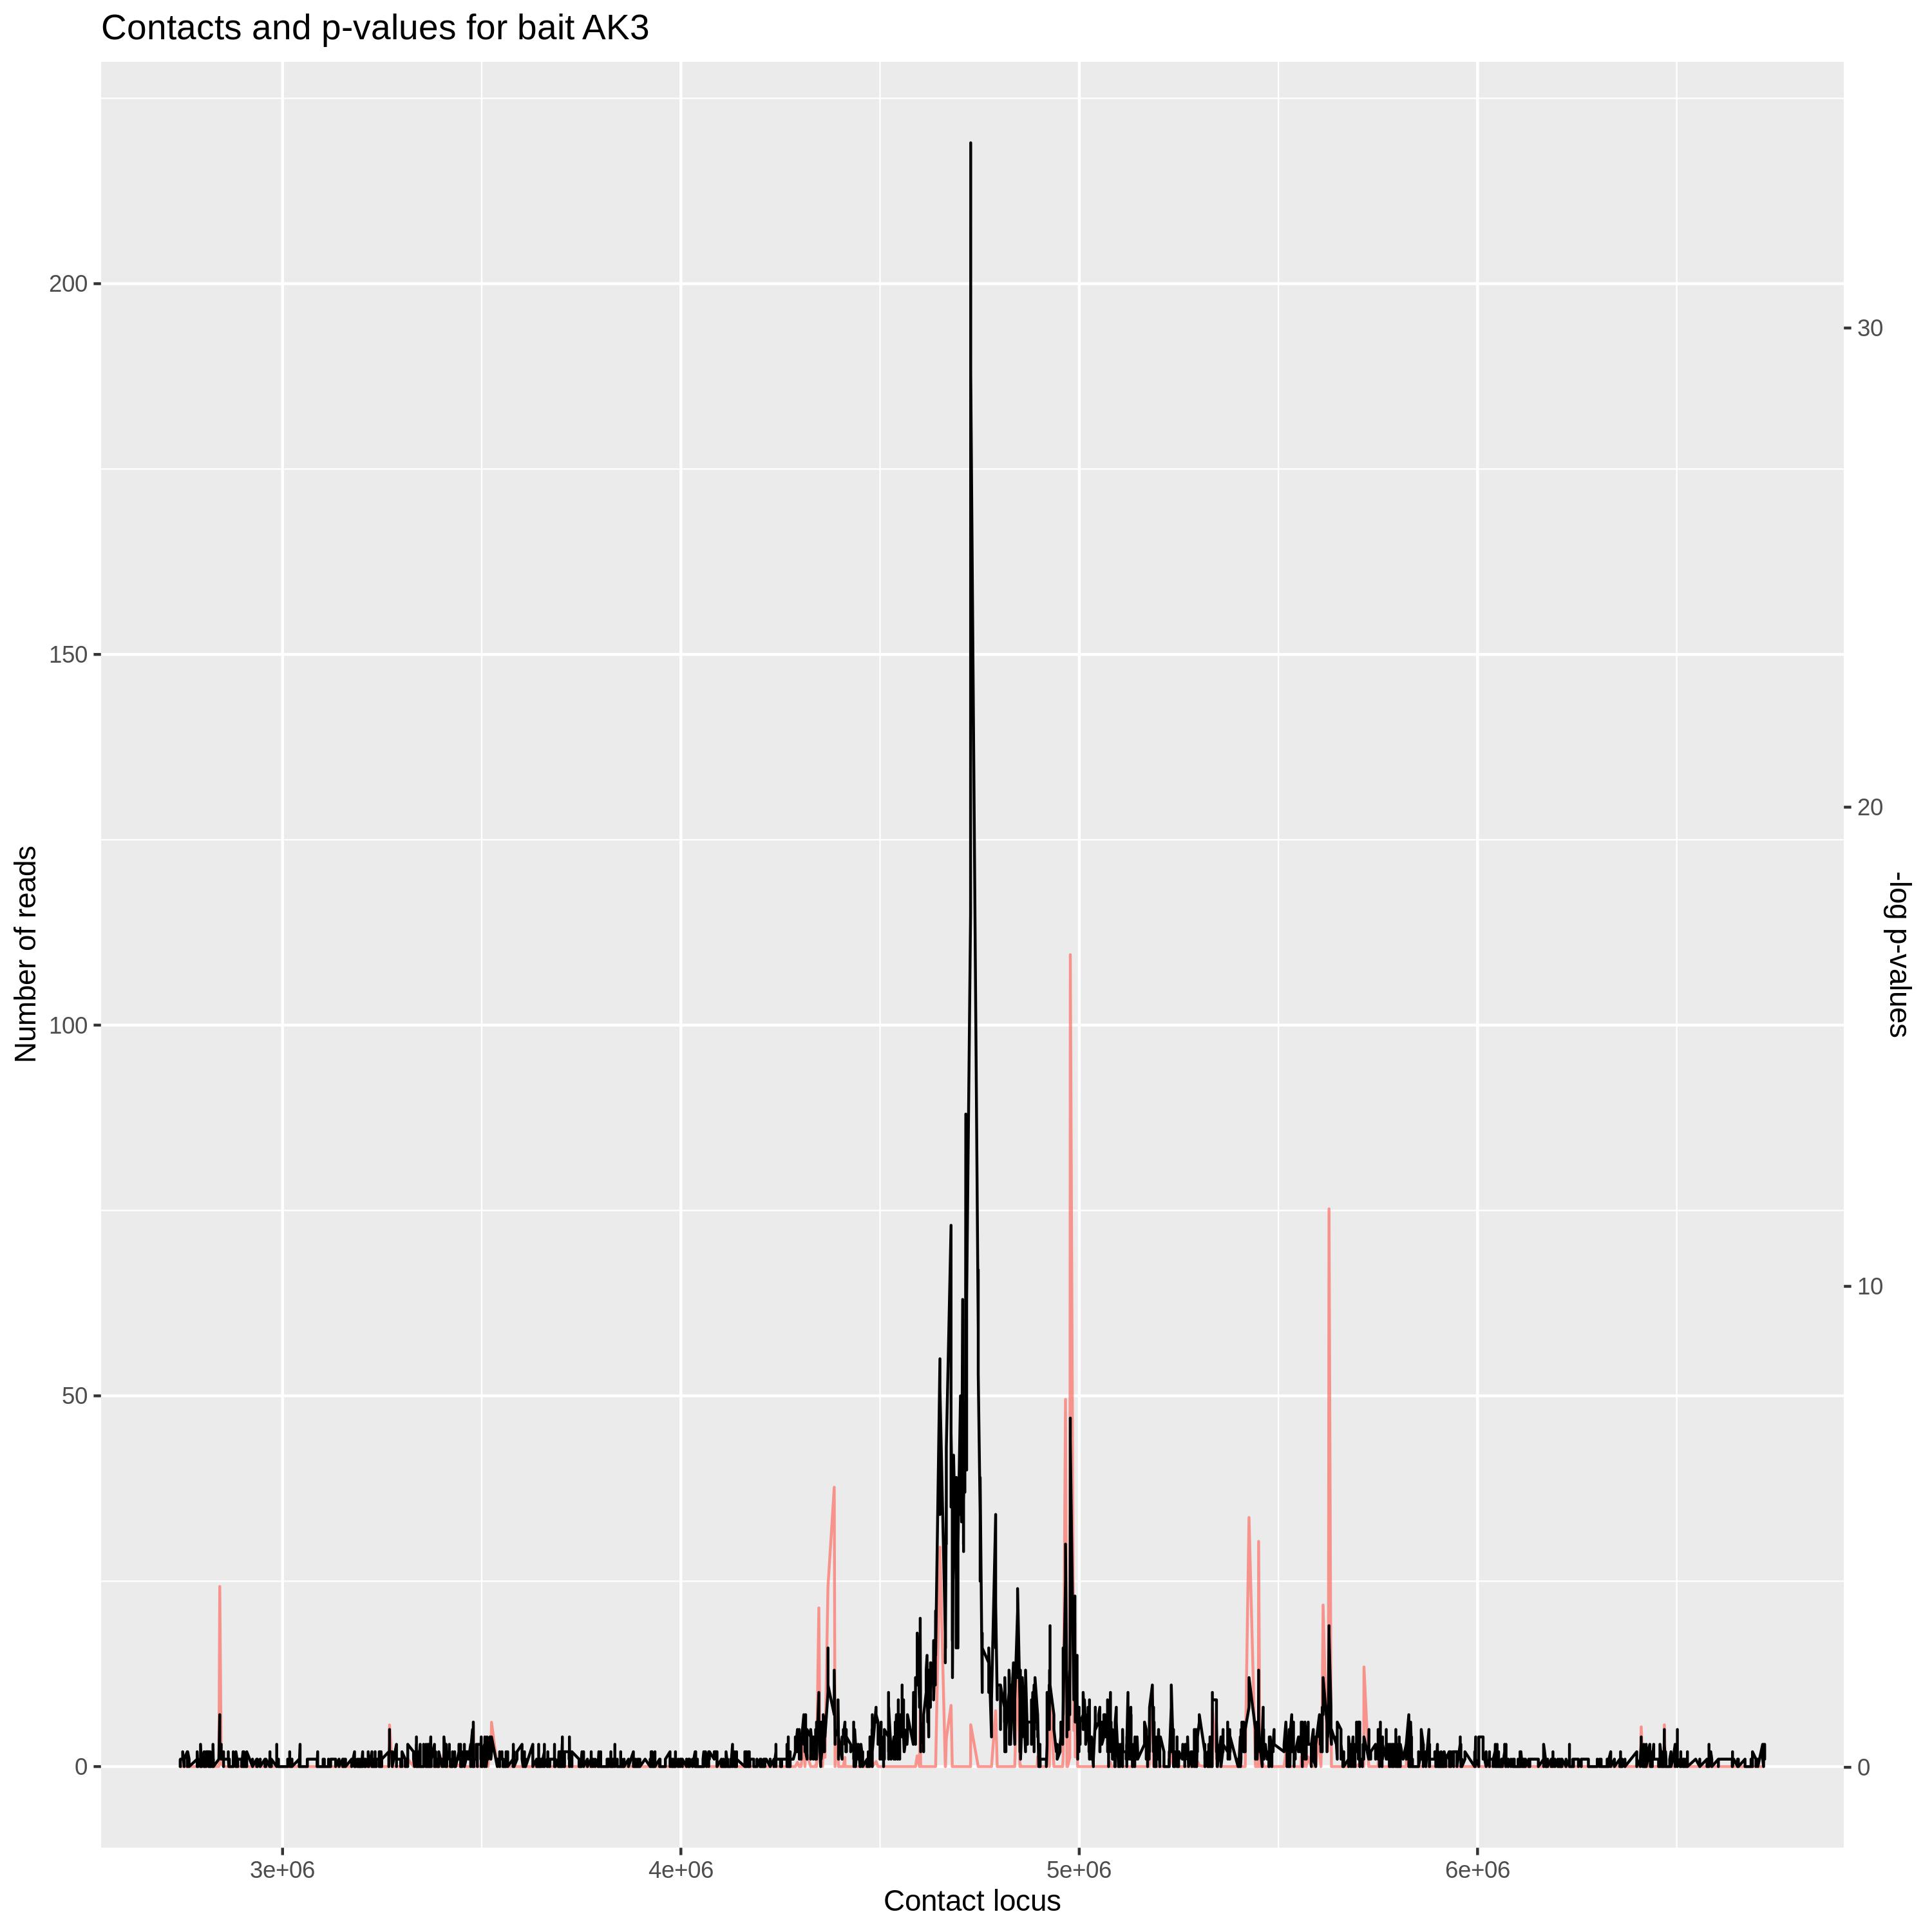 Contacts and p-values for bait AK3
200
150
100
50
0
Number of reads
30
20
10
0
-log p-values
3e+06
4e+06
5e+06
6e+06
Contact locus